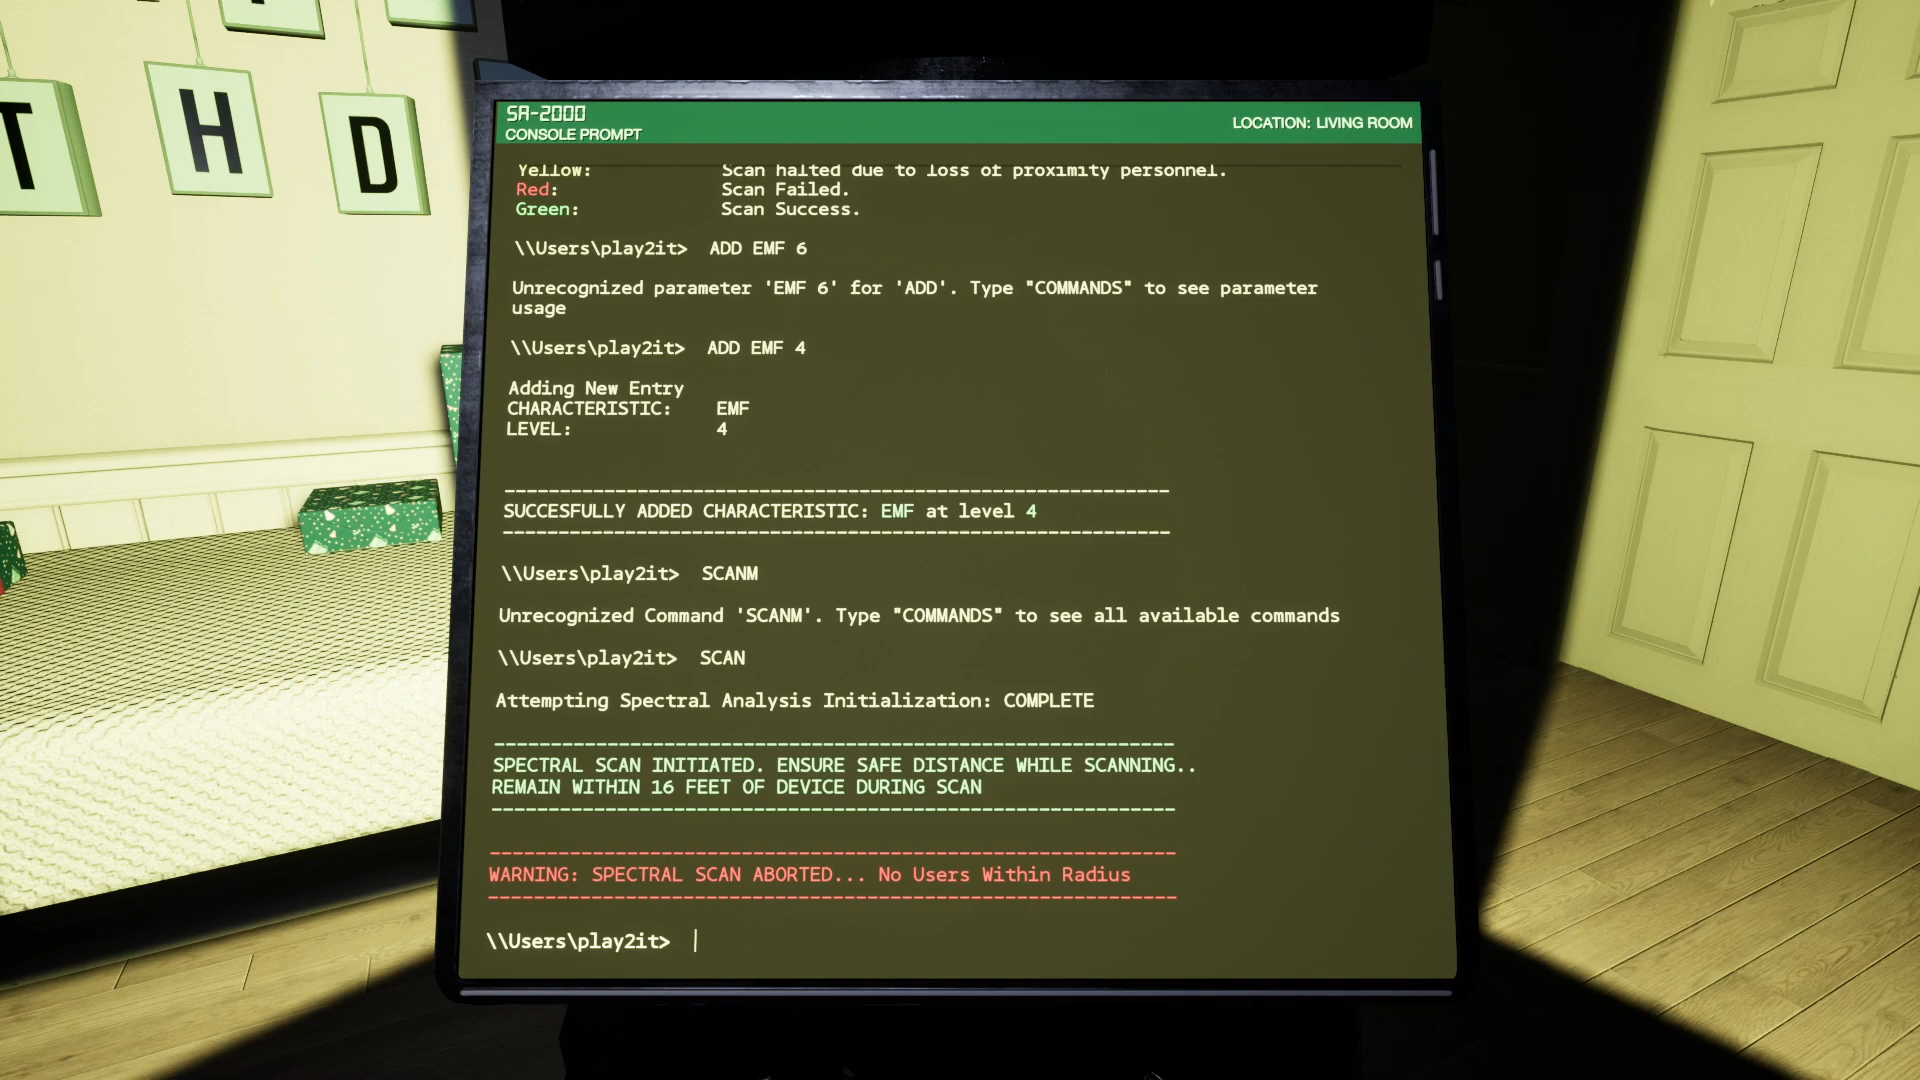 T H D
SA-2000
CONSOLE PROMPT
LOCATION: LIVING ROOM
Yellow: Scan halted due to loss of proximity personnel.
Red: Scan Failed.
Green: Scan Success.
\\Users\play2it> ADD EMF 6
Unrecognized parameter 'EMF 6' for 'ADD'. Type "COMMANDS" to see parameter
usage
\\Users\play2it> ADD EMF 4
Adding New Entry
CHARACTERISTIC: EMF
LEVEL: 4
SUCCESFULLY ADDED CHARACTERISTIC: EMF at level 4
\\Users\play2it> SCANM
Unrecognized Command 'SCANM'. Type "COMMANDS" to see all available commands
\\Users\play2it> SCAN
Attempting Spectral Analysis Initialization: COMPLETE
SPECTRAL SCAN INITIATED. ENSURE SAFE DISTANCE WHILE SCANNING..
REMAIN WITHIN 16 FEET OF DEVICE DURING SCAN
WARNING: SPECTRAL SCAN ABORTED... No Users Within Radius
\\Users\play2it>